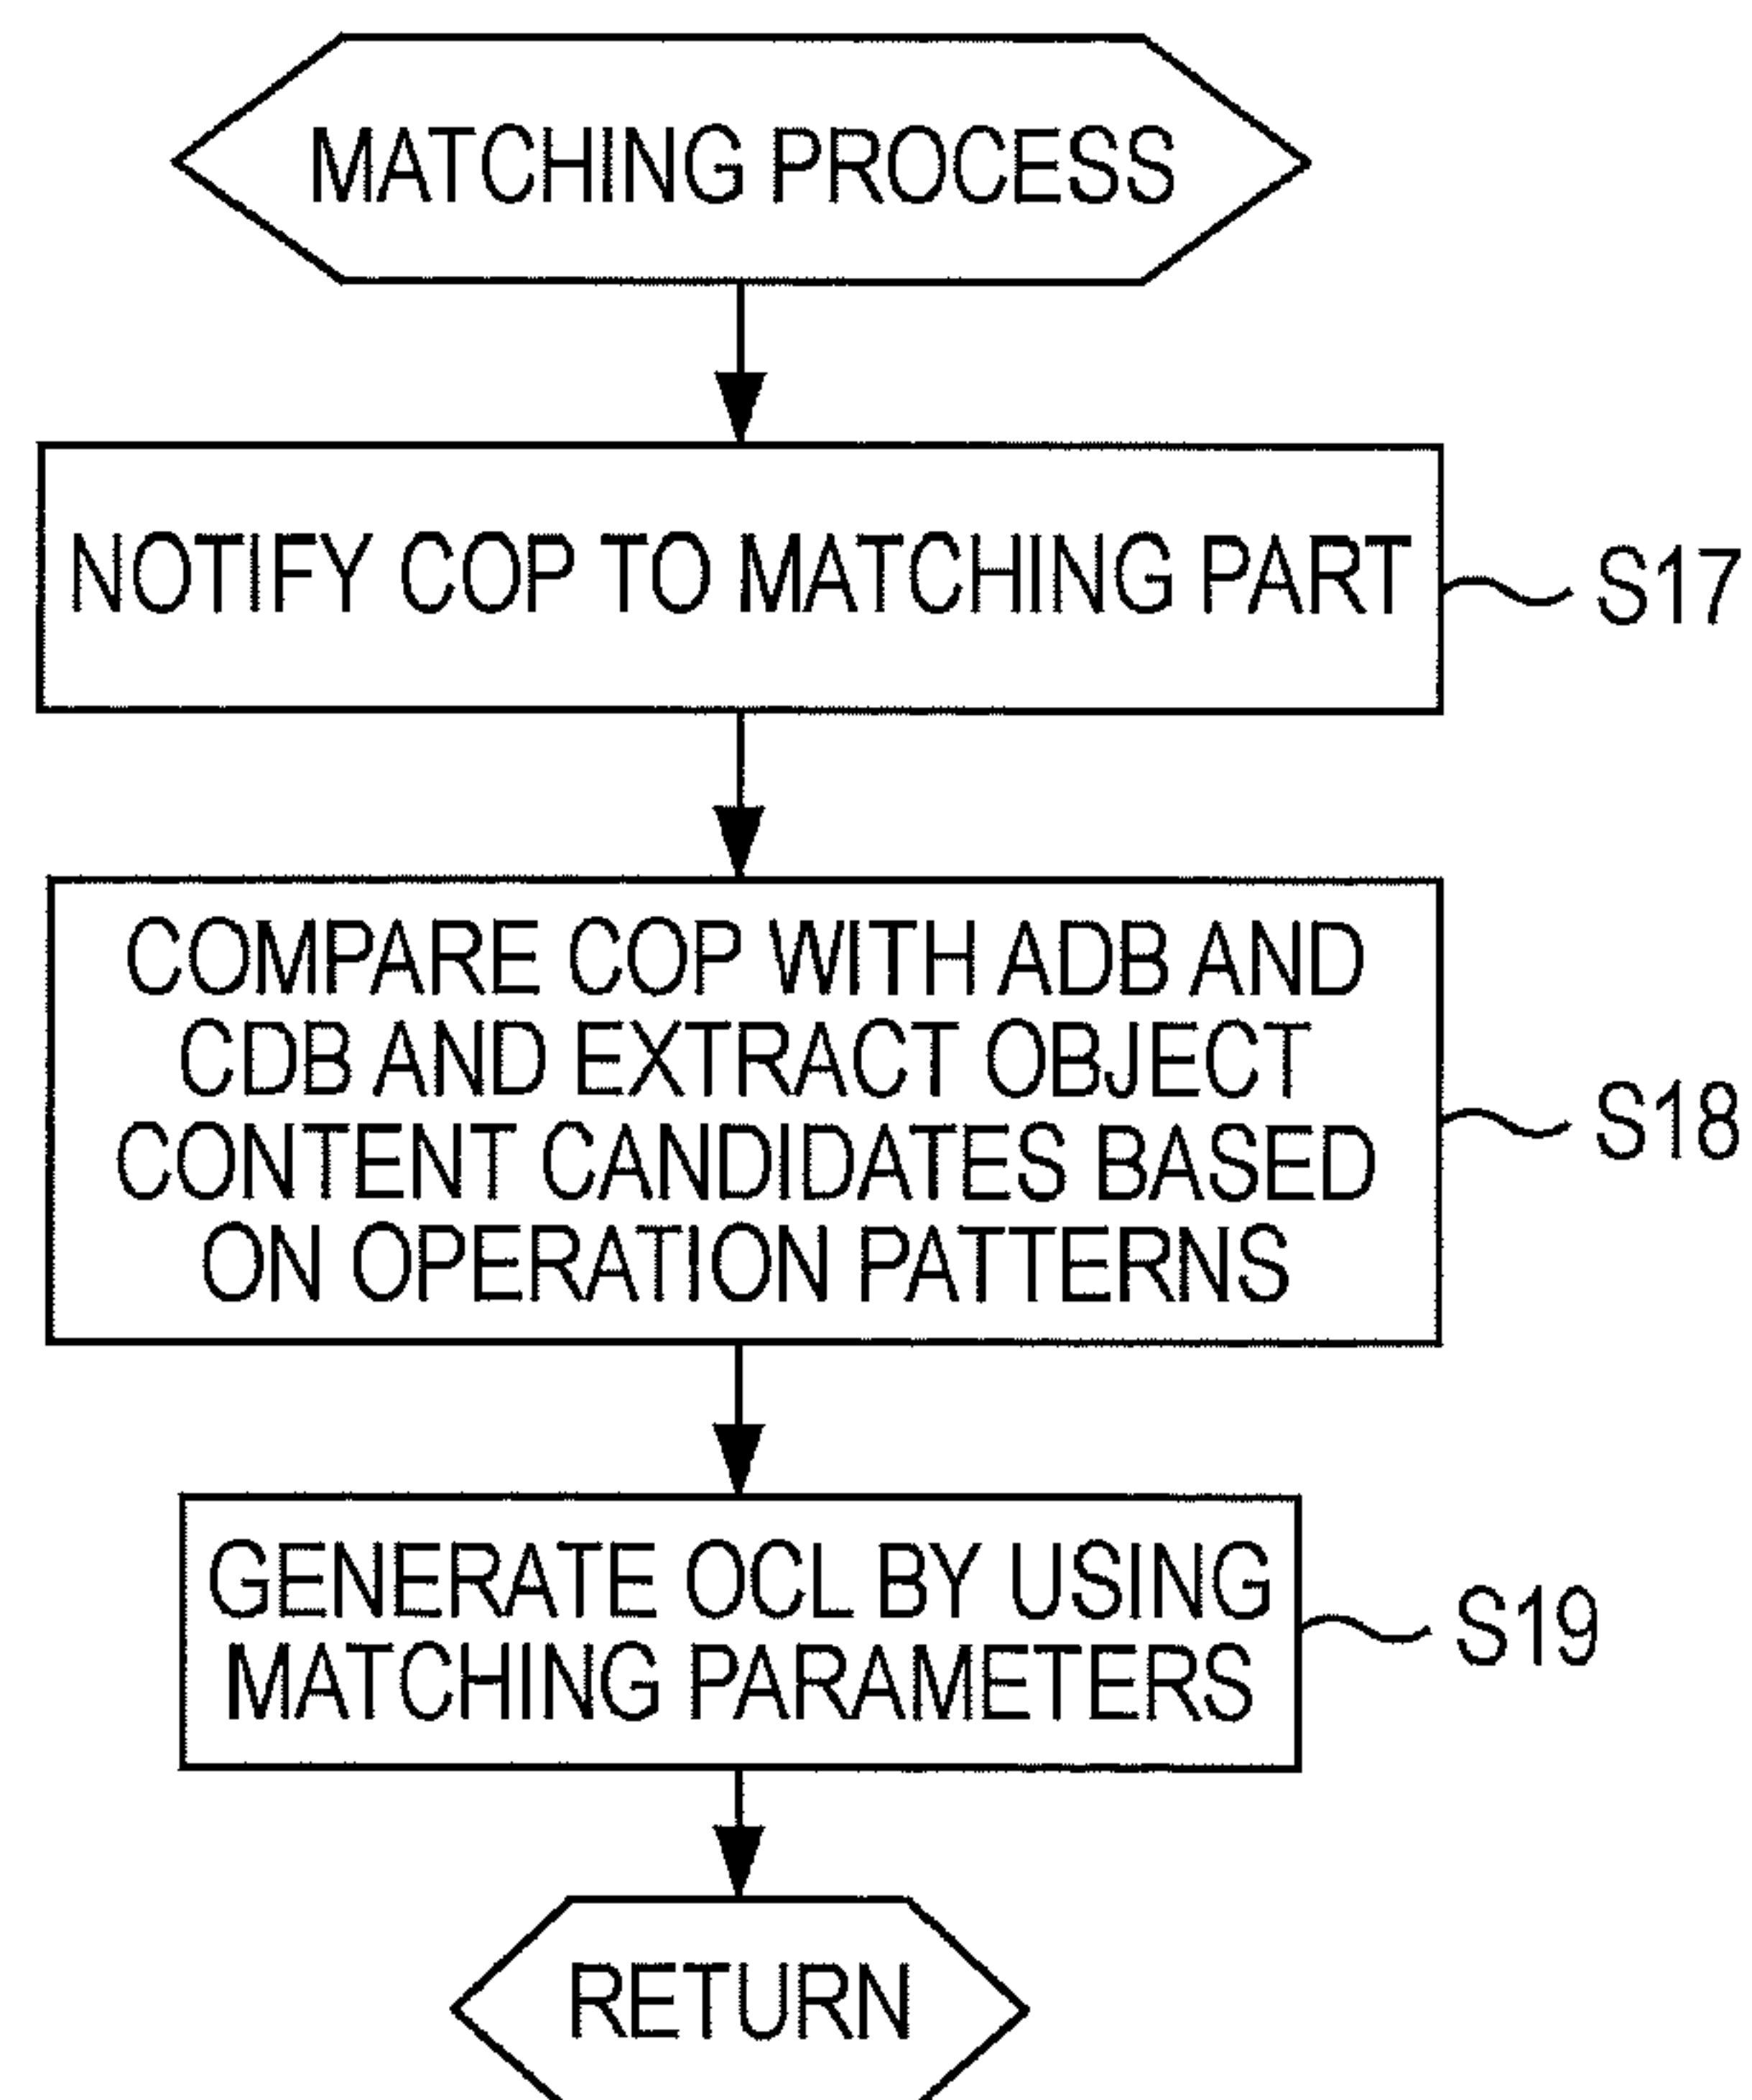 MATCHING PROCESS
NOTIFY COP TO MATCHING PART
S17
COMPARE COP WITH ADB AND
CDB AND EXTRACT OBJECT
CONTENT CANDIDATES BASED
ON OPERATION PATTERNS
S18
GENERATE OCL BY USING
MATCHING PARAMETERS
S19
RETURN